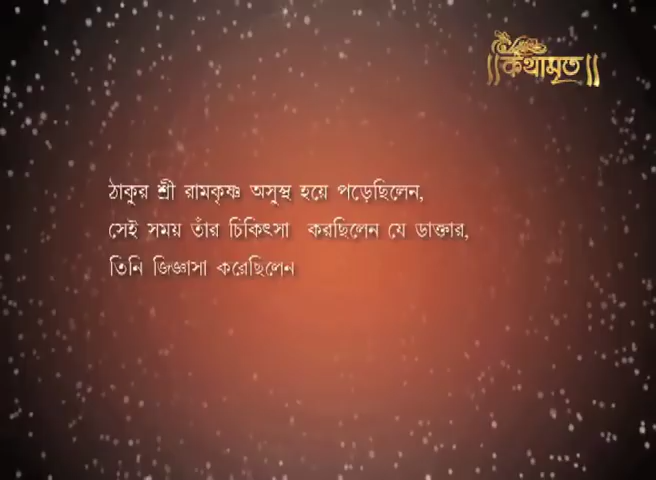 শ্রীশ্রী
||কথামৃত||
ঠাকুর শ্রী রামকৃষ্ণ অসুস্থ হয়ে পড়েছিলেন,
সেই সময় তাঁর চিকিৎসা করছিলেন যে ডাক্তার,
তিনি জিজ্ঞাসা করেছিলেন